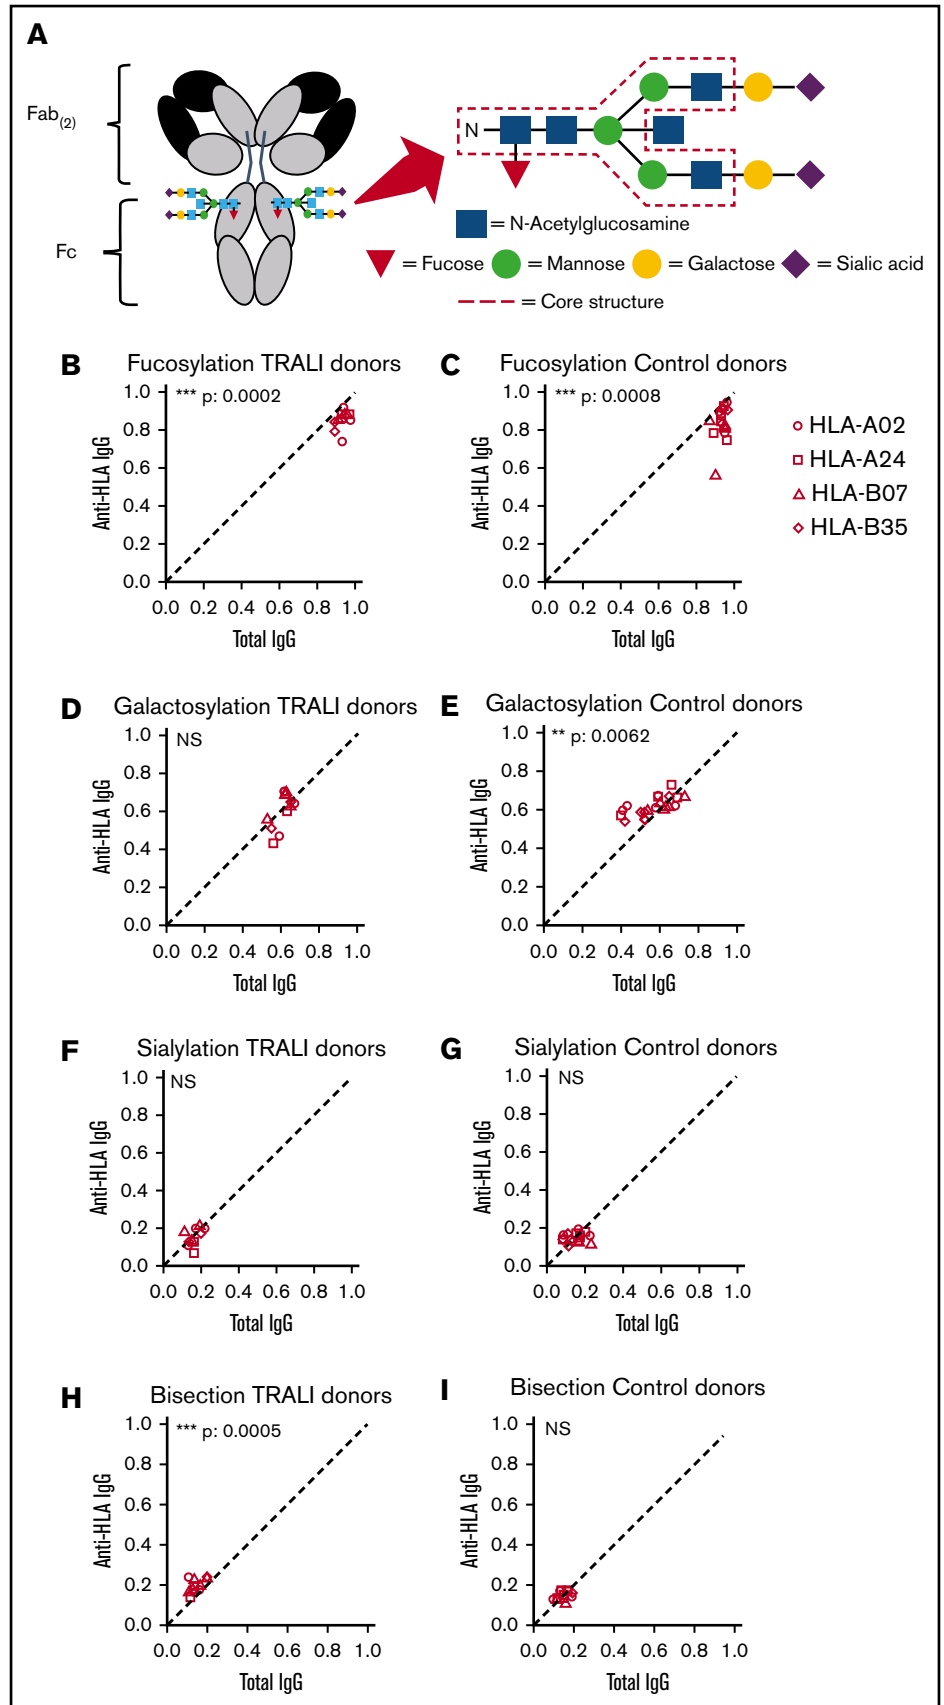 A
Fab(2)
Fc
N
= N-Acetylglucosamine
= Fucose = Mannose = Galactose = Sialic acid
= Core structure
B Fucosylation TRALI donors
*** p: 0.0002
Anti-HLA IgG
1.0
0.8
0.6
0.4
0.2
0.0
0.0 0.2 0.4 0.6 0.8 1.0
Total IgG
C Fucosylation Control donors
*** p: 0.0008
Anti-HLA IgG
1.0
0.8
0.6
0.4
0.2
0.0
0.0 0.2 0.4 0.6 0.8 1.0
Total IgG
HLA-A02
HLA-A24
HLA-B07
HLA-B35
D Galactosylation TRALI donors
NS
Anti-HLA IgG
1.0
0.8
0.6
0.4
0.2
0.0
0.0 0.2 0.4 0.6 0.8 1.0
Total IgG
E Galactosylation Control donors
** p: 0.0062
Anti-HLA IgG
1.0
0.8
0.6
0.4
0.2
0.0
0.0 0.2 0.4 0.6 0.8 1.0
Total IgG
F Sialylation TRALI donors
NS
Anti-HLA IgG
1.0
0.8
0.6
0.4
0.2
0.0
0.0 0.2 0.4 0.6 0.8 1.0
Total IgG
G Sialylation Control donors
NS
Anti-HLA IgG
1.0
0.8
0.6
0.4
0.2
0.0
0.0 0.2 0.4 0.6 0.8 1.0
Total IgG
H Bisection TRALI donors
*** p: 0.0005
Anti-HLA IgG
1.0
0.8
0.6
0.4
0.2
0.0
0.0 0.2 0.4 0.6 0.8 1.0
Total IgG
I Bisection Control donors
NS
Anti-HLA IgG
1.0
0.8
0.6
0.4
0.2
0.0
0.0 0.2 0.4 0.6 0.8 1.0
Total IgG